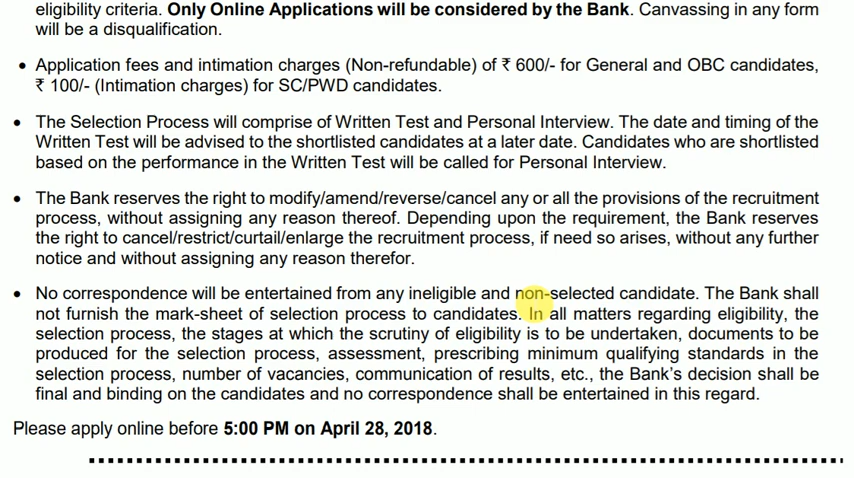 eligibility criteria. Only Online Applications will be considered by the Bank. Canvassing in any form
will be a disqualification.
• Application fees and intimation charges (Non-refundable) of ₹ 600/- for General and OBC candidates,
₹ 100/- (Intimation charges) for SC/PWD candidates.
• The Selection Process will comprise of Written Test and Personal Interview. The date and timing of the
Written Test will be advised to the shortlisted candidates at a later date. Candidates who are shortlisted
based on the performance in the Written Test will be called for Personal Interview.
• The Bank reserves the right to modify/amend/reverse/cancel any or all the provisions of the recruitment
process, without assigning any reason thereof. Depending upon the requirement, the Bank reserves
the right to cancel/restrict/curtail/enlarge the recruitment process, if need so arises, without any further
notice and without assigning any reason therefor.
• No correspondence will be entertained from any ineligible and non-selected candidate. The Bank shall
not furnish the mark-sheet of selection process to candidates. In all matters regarding eligibility, the
selection process, the stages at which the scrutiny of eligibility is to be undertaken, documents to be
produced for the selection process, assessment, prescribing minimum qualifying standards in the
selection process, number of vacancies, communication of results, etc., the Bank's decision shall be
final and binding on the candidates and no correspondence shall be entertained in this regard.
Please apply online before 5:00 PM on April 28, 2018.